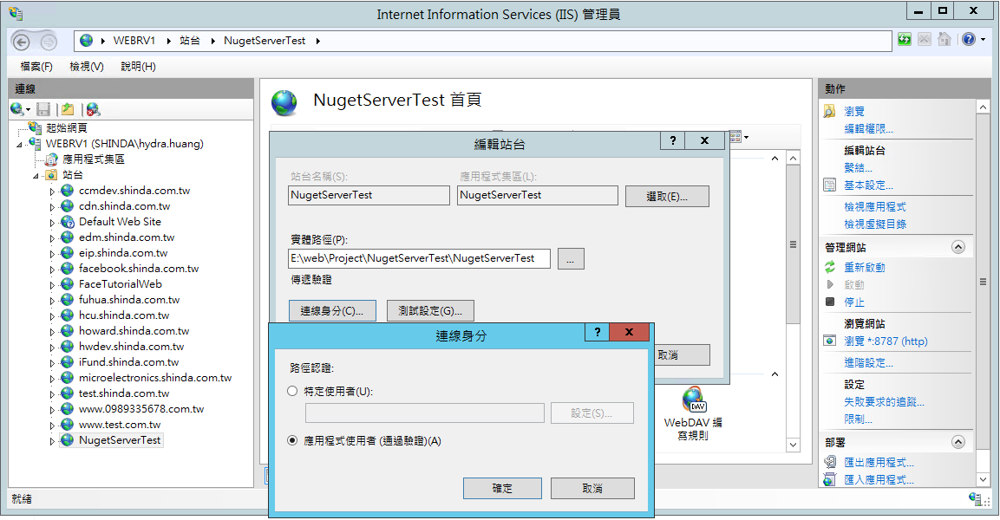 Internet Information Services (IIS) 管理員
WEBRV1 站台 NugetServerTest
檔案(F) 檢視(V) 說明(H)
連線
起始網頁
WEBRV1 (SHINDA\hydra.huang)
應用程式集區
站台
ccmdev.shinda.com.tw
cdn.shinda.com.tw
Default Web Site
edm.shinda.com.tw
eip.shinda.com.tw
facebook.shinda.com.tw
FaceTutorialWeb
fuhua.shinda.com.tw
hcu.shinda.com.tw
howard.shinda.com.tw
hwdev.shinda.com.tw
iFund.shinda.com.tw
microelectronics.shinda.com.tw
test.shinda.com.tw
www.0989335678.com.tw
www.test.com.tw
NugetServerTest
NugetServerTest 首頁
編輯站台
? X
站台名稱(S): 應用程式集區(L):
NugetServerTest NugetServerTest 選取(E)...
實體路徑(P):
E:\web\Project\NugetServerTest\NugetServerTest ...
傳遞驗證
連線身分(C)... 測試設定(G)...
取消
連線身分
? X
路徑認證:
特定使用者(U):
設定(S)...
應用程式使用者 (通過驗證)(A)
確定 取消
DAV
WebDAV 編
寫規則
動作
瀏覽
編輯權限...
編輯站台
繫結...
基本設定...
檢視應用程式
檢視虛擬目錄
管理網站
重新啟動
啟動
停止
瀏覽網站
瀏覽 *:8787 (http)
進階設定...
設定
失敗要求的追蹤...
限制...
部署
匯出應用程式...
匯入應用程式...
就緒